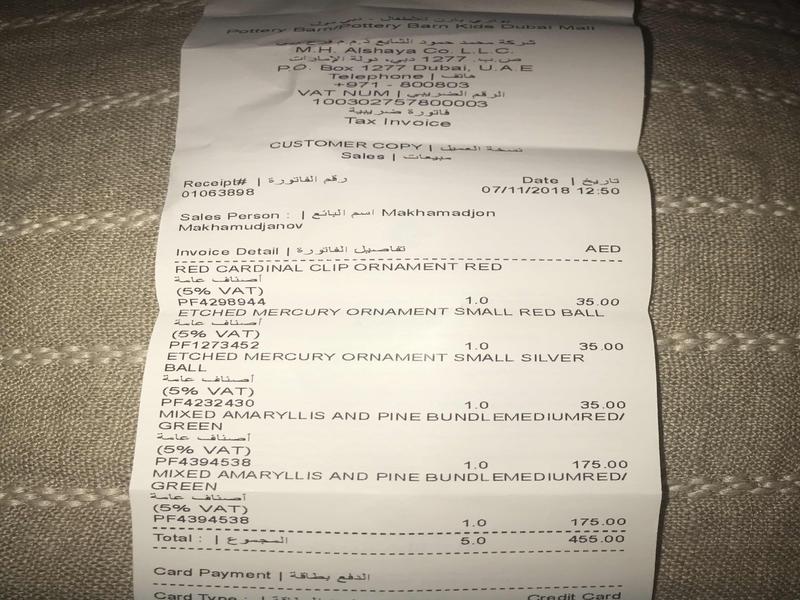 بوتري بارن للأطفال - دبي مول
Pottery Barn/Pottery Barn Kids Dubai Mall
شركة محمد حمود الشايع ذ.م.م فرع دبي
M.H. Alshaya Co. L.L.C.
ص.ب. 1277 دبي، دولة الإمارات
P.O. Box 1277 Dubai, U.A.E
Telephone | هاتف
+971 - 800803
VAT NUM | الرقم الضريبي
100302757800003
فاتورة ضريبية
Tax Invoice
CUSTOMER COPY | نسخة العميل
Sales | مبيعات
Receipt# | رقم الفاتورة Date | تاريخ
01063898 07/11/2018 12:50
Sales Person : | اسم البائع Makhamadjon
Makhamudjanov
Invoice Detail | تفاصيل الفاتورة AED
RED CARDINAL CLIP ORNAMENT RED
أصناف عامة
(5% VAT)
PF4298944 1.0 35.00
ETCHED MERCURY ORNAMENT SMALL RED BALL
أصناف عامة
(5% VAT)
PF1273452 1.0 35.00
ETCHED MERCURY ORNAMENT SMALL SILVER
BALL
أصناف عامة
(5% VAT)
PF4232430 1.0 35.00
MIXED AMARYLLIS AND PINE BUNDLEMEDIUMRED/
GREEN
أصناف عامة
(5% VAT)
PF4394538 1.0 175.00
MIXED AMARYLLIS AND PINE BUNDLEMEDIUMRED/
GREEN
أصناف عامة
(5% VAT)
PF4394538 1.0 175.00
Total : | المجموع 5.0 455.00
Card Payment | الدفع بطاقة
Card Type : Credit Card